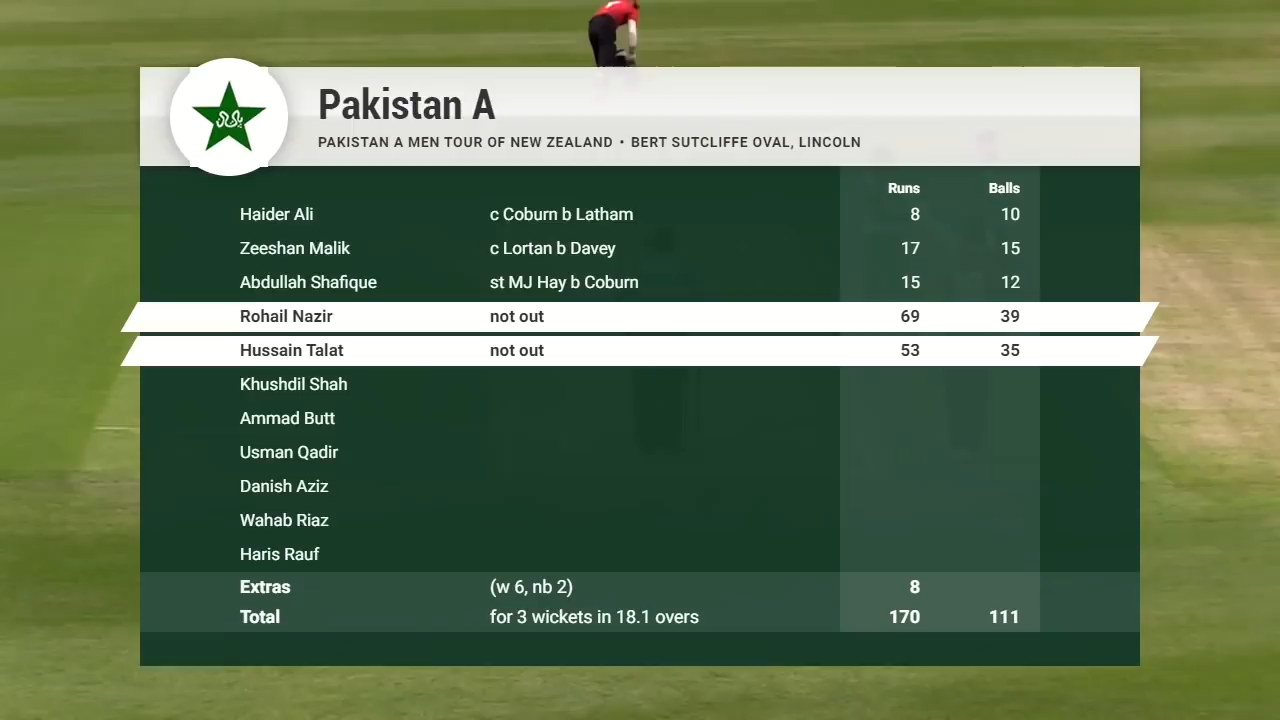 Pakistan A
PAKISTAN A MEN TOUR OF NEW ZEALAND • BERT SUTCLIFFE OVAL, LINCOLN
Runs Balls
Haider Ali c Coburn b Latham 8 10
Zeeshan Malik c Lortan b Davey 17 15
Abdullah Shafique st MJ Hay b Coburn 15 12
Rohail Nazir not out 69 39
Hussain Talat not out 53 35
Khushdil Shah
Ammad Butt
Usman Qadir
Danish Aziz
Wahab Riaz
Haris Rauf
Extras (w 6, nb 2) 8
Total for 3 wickets in 18.1 overs 170 111